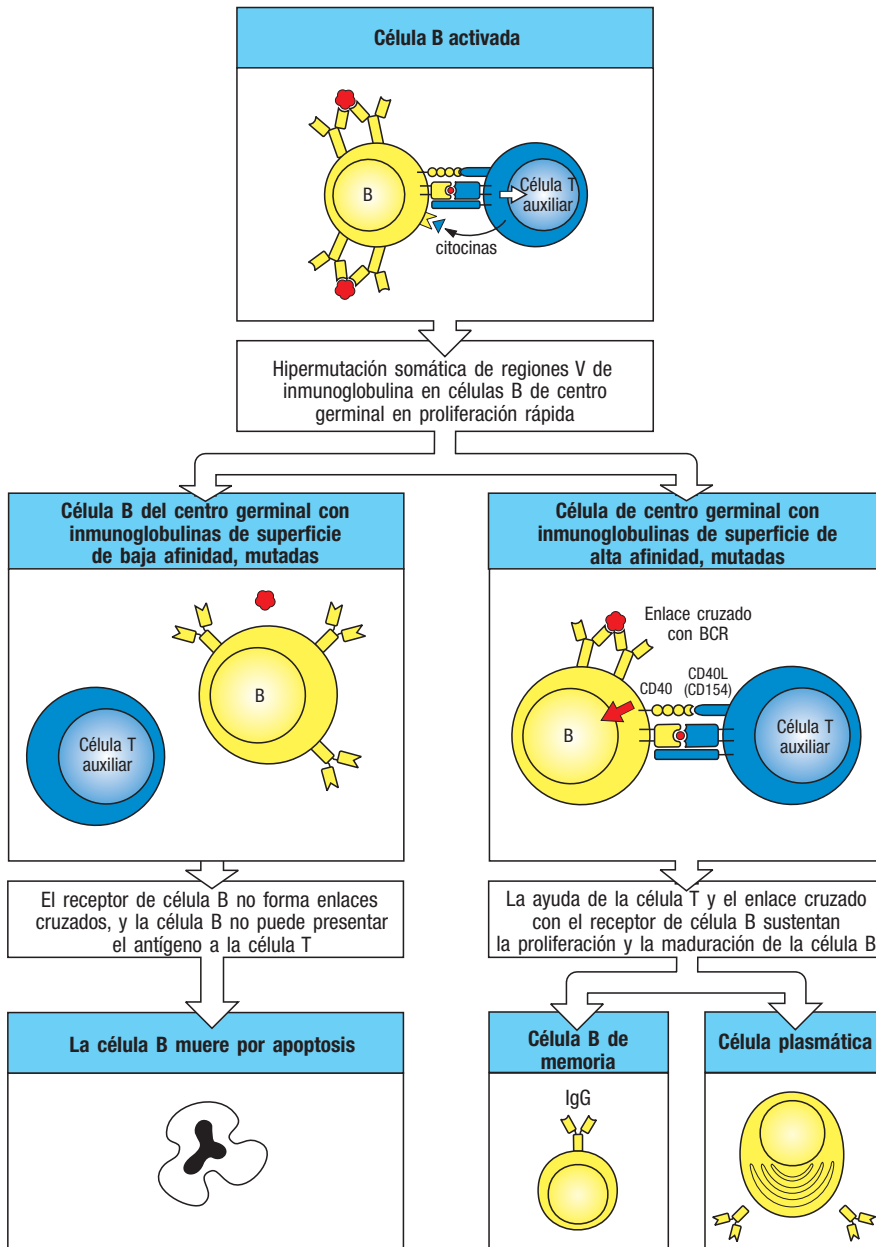 Célula B activada
B
Célula T
auxiliar
citocinas
Hipermutación somática de regiones V de
inmunoglobulina en células B de centro
germinal en proliferación rápida
Célula B del centro germinal con
inmunoglobulinas de superficie
de baja afinidad, mutadas
B
Célula T
auxiliar
El receptor de célula B no forma enlaces
cruzados, y la célula B no puede presentar
el antígeno a la célula T
La célula B muere por apoptosis
Célula de centro germinal con
inmunoglobulinas de superficie de
alta afinidad, mutadas
Enlace cruzado
con BCR
CD40
CD40L
(CD154)
B
Célula T
auxiliar
La ayuda de la célula T y el enlace cruzado
con el receptor de célula B sustentan
la proliferación y la maduración de la célula B
Célula B de
memoria
IgG
Célula plasmática